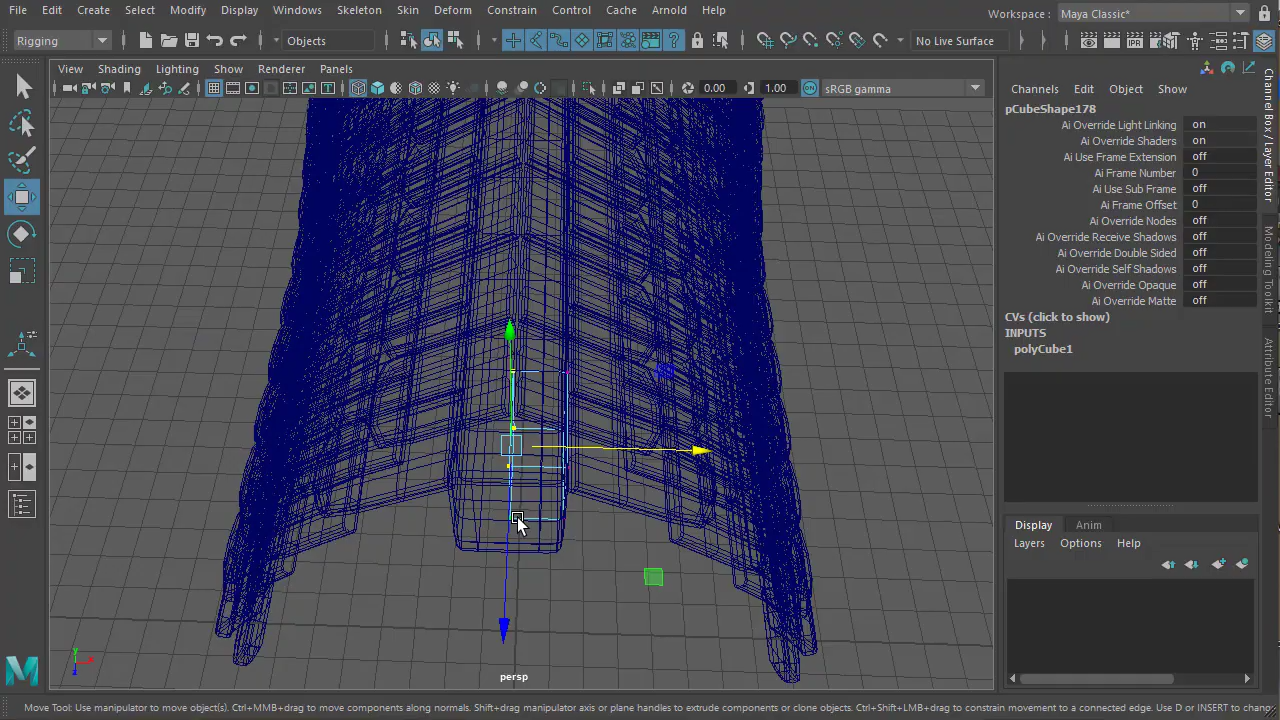 File Edit Create Select Modify Display Windows Skeleton Skin Deform Constrain Control Cache Arnold Help
Workspace : Maya Classic*
Rigging Objects No Live Surface
View Shading Lighting Show Renderer Panels
0.00 1.00 ON sRGB gamma
Channels Edit Object Show
pCubeShape178
Ai Override Light Linking on
Ai Override Shaders on
Ai Use Frame Extension off
Ai Frame Number 0
Ai Use Sub Frame off
Ai Frame Offset 0
Ai Override Nodes off
Ai Override Receive Shadows off
Ai Override Double Sided off
Ai Override Self Shadows off
Ai Override Opaque off
Ai Override Matte off
CVs (click to show)
INPUTS
polyCube1
Display Anim
Layers Options Help
Channel Box / Layer Editor
Modeling Toolkit
Attribute Editor
y
x
z
persp
Move Tool: Use manipulator to move object(s). Ctrl+MMB+drag to move components along normals. Shift+drag manipulator axis or plane handles to extrude components or clone objects. Ctrl+Shift+LMB+drag to constrain movement to a connected edge. Use D or INSERT to